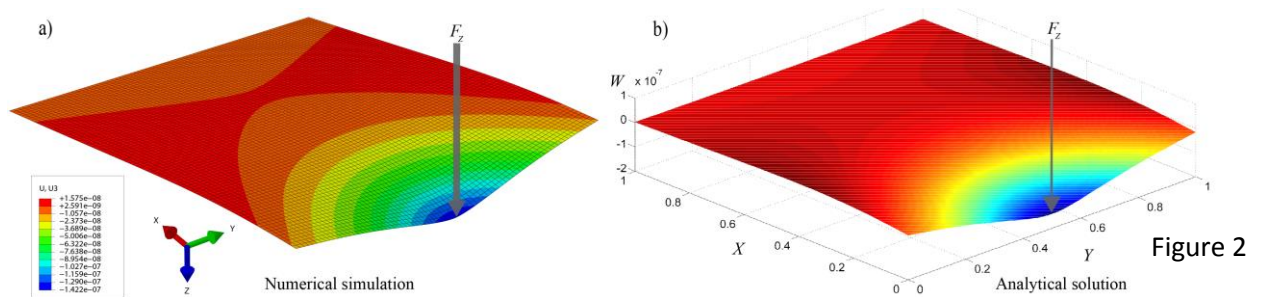 a)
F_z
U, U3
+1.575e-08
+2.591e-09
-1.057e-08
-2.373e-08
-3.689e-08
-5.006e-08
-6.322e-08
-7.638e-08
-8.954e-08
-1.027e-07
-1.159e-07
-1.290e-07
-1.422e-07
X
Y
Z
Numerical simulation
b)
F_z
W x 10^-7
1
0
-1
-2
1
0.8
0.6
0.4
0.2
0
X
0
0.2
0.4
0.6
0.8
1
Y
Analytical solution
Figure 2